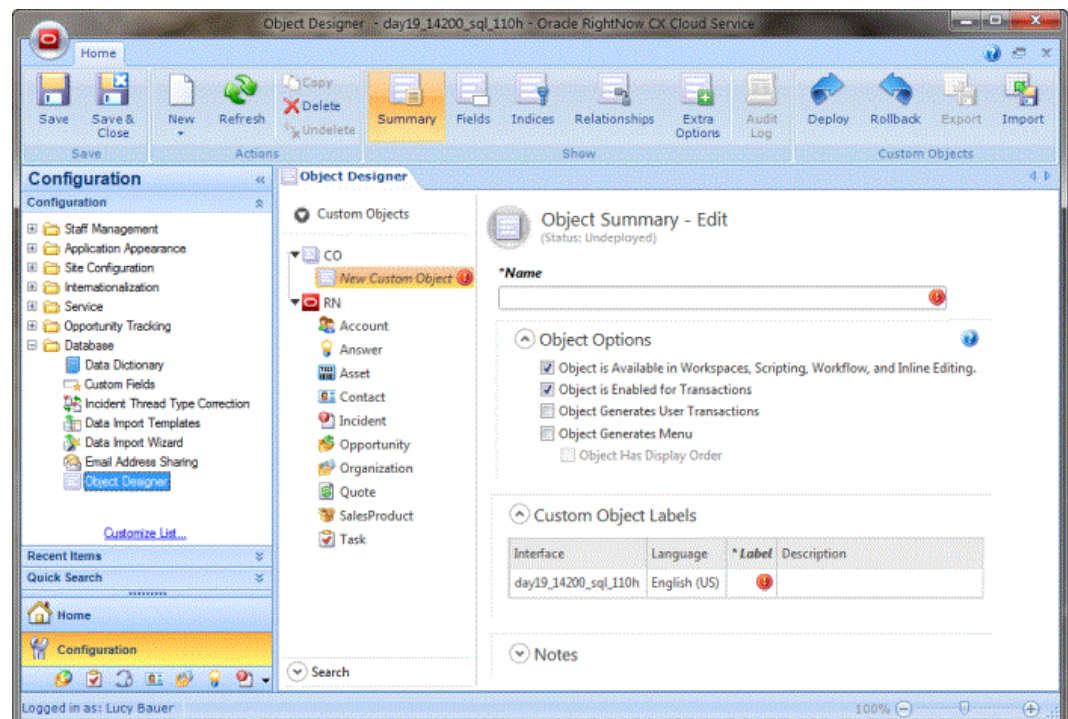 Object Designer - day19_14200_sql_110h - Oracle RightNow CX Cloud Service
Home
Save
Save & Close
New
Refresh
Copy
Delete
Undelete
Summary
Fields
Indices
Relationships
Extra Options
Audit Log
Deploy
Rollback
Export
Import
Save
Actions
Show
Custom Objects
Configuration
Configuration
Staff Management
Application Appearance
Site Configuration
Internationalization
Service
Opportunity Tracking
Database
Data Dictionary
Custom Fields
Incident Thread Type Correction
Data Import Templates
Data Import Wizard
Email Address Sharing
Object Designer
Customize List...
Recent Items
Quick Search
Home
Configuration
Object Designer
Custom Objects
CO
New Custom Object
RN
Account
Answer
Asset
Contact
Incident
Opportunity
Organization
Quote
SalesProduct
Task
Search
Object Summary - Edit
(Status: Undeployed)
*Name
Object Options
Object is Available in Workspaces, Scripting, Workflow, and Inline Editing.
Object is Enabled for Transactions
Object Generates User Transactions
Object Generates Menu
Object Has Display Order
Custom Object Labels
Interface Language * Label Description
day19_14200_sql_110h English (US)
Notes
Logged in as: Lucy Bauer
100%